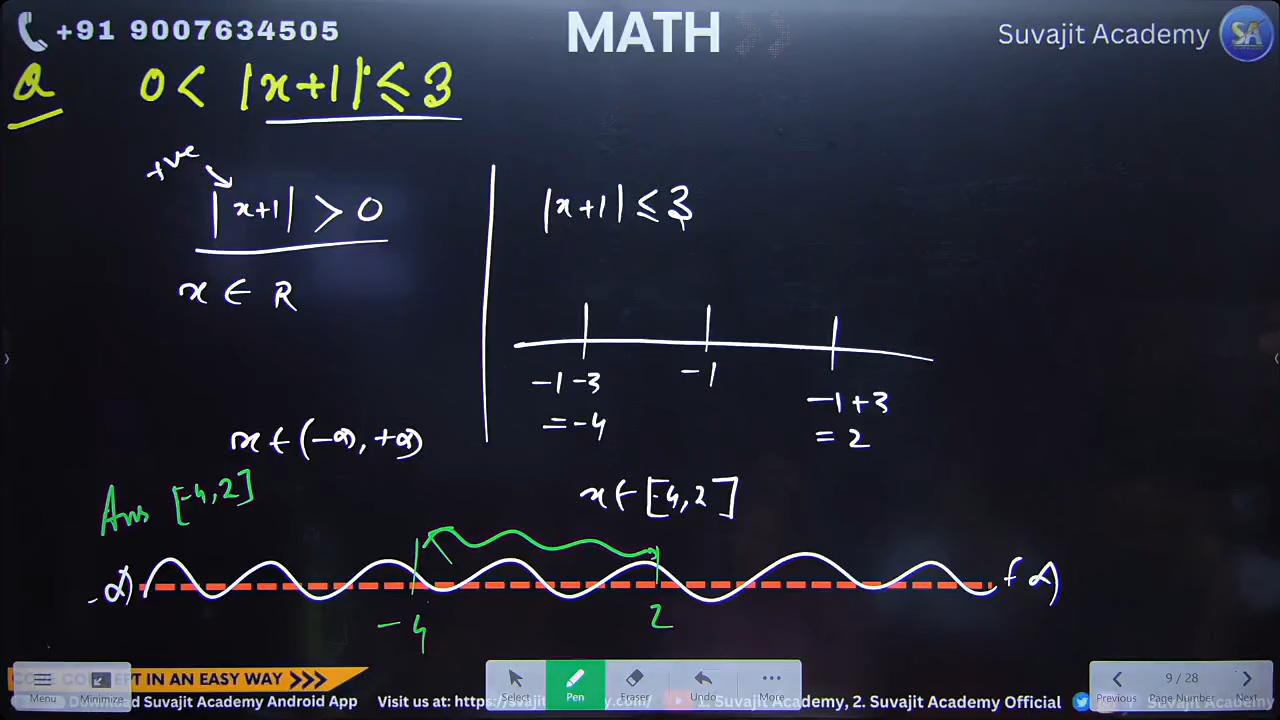 +91 9007634505
MATH
Suvajit Academy
SA
Q 0 < |x+1| ≤ 3
+ve
|x+1| > 0
x ∈ R
x ∈ (-∞, +∞)
|x+1| ≤ 3
-1-3
= -4
-1
-1+3
= 2
x ∈ [-4, 2]
Ans [-4, 2]
-∞
+∞
-4
2
CEPT IN AN EASY WAY >>>
Menu
Minimize
Select
Pen
Eraser
Undo
More
9 / 28
Previous
Page Number
Next
Suvajit Academy Android App
Visit us at: https://
1. Suvajit Academy, 2. Suvajit Academy Official